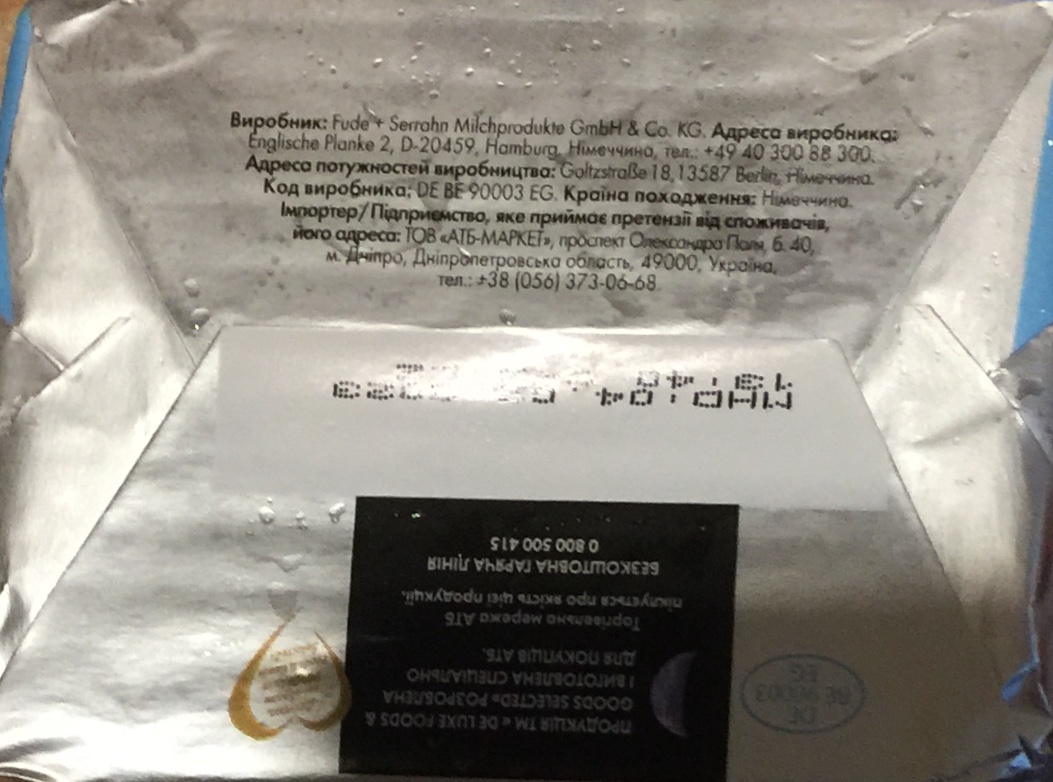 Виробник: Fude + Serrahn Milchprodukte GmbH & Co. KG. Адреса виробника:
Englische Planke 2, D-20459, Hamburg, Німеччина, тел.: +49 40 300 88 300.
Адреса потужностей виробництва: Goltzstraße 18, 13587 Berlin, Німеччина.
Код виробника: DE BE 90003 EG. Країна походження: Німеччина.
Імпортер/Підприємство, яке приймає претензії від споживачів,
його адреса: ТОВ «АТБ-МАРКЕТ», проспект Олександра Поля, б. 40,
м. Дніпро, Дніпропетровська область, 49000, Україна,
тел.: +38 (056) 373-06-68
ПРОДУКЦІЯ ТМ « DE LUXE FOODS &
GOODS SELECTED» РОЗРОБЛЕНА
І ВИГОТОВЛЕНА СПЕЦІАЛЬНО
ДЛЯ ПОКУПЦІВ АТБ.
Торгівельна мережа АТБ
піклується про якість цієї продукції.
БЕЗКОШТОВНА ГАРЯЧА ЛІНІЯ
0 800 500 415
DE
BE 90003
EG